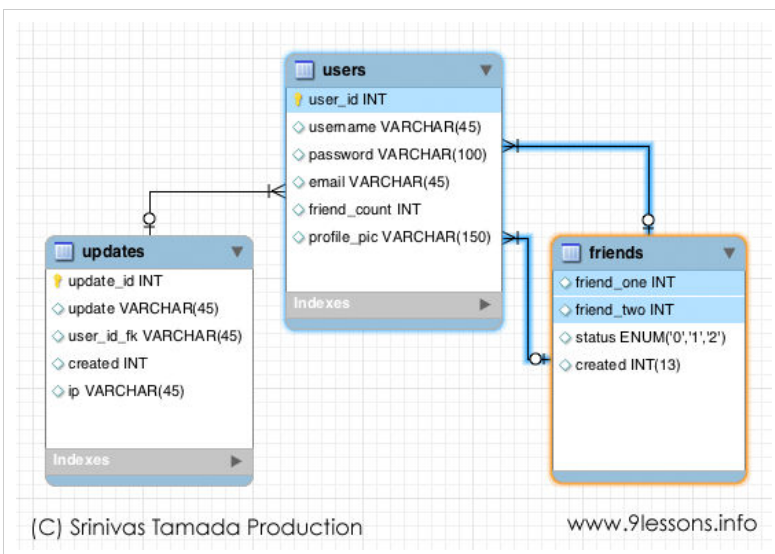 users
user_id INT
username VARCHAR(45)
password VARCHAR(100)
email VARCHAR(45)
friend_count INT
profile_pic VARCHAR(150)
Indexes
updates
update_id INT
update VARCHAR(45)
user_id_fk VARCHAR(45)
created INT
ip VARCHAR(45)
Indexes
friends
friend_one INT
friend_two INT
status ENUM('0','1','2')
created INT(13)
(C) Srinivas Tamada Production
www.9lessons.info